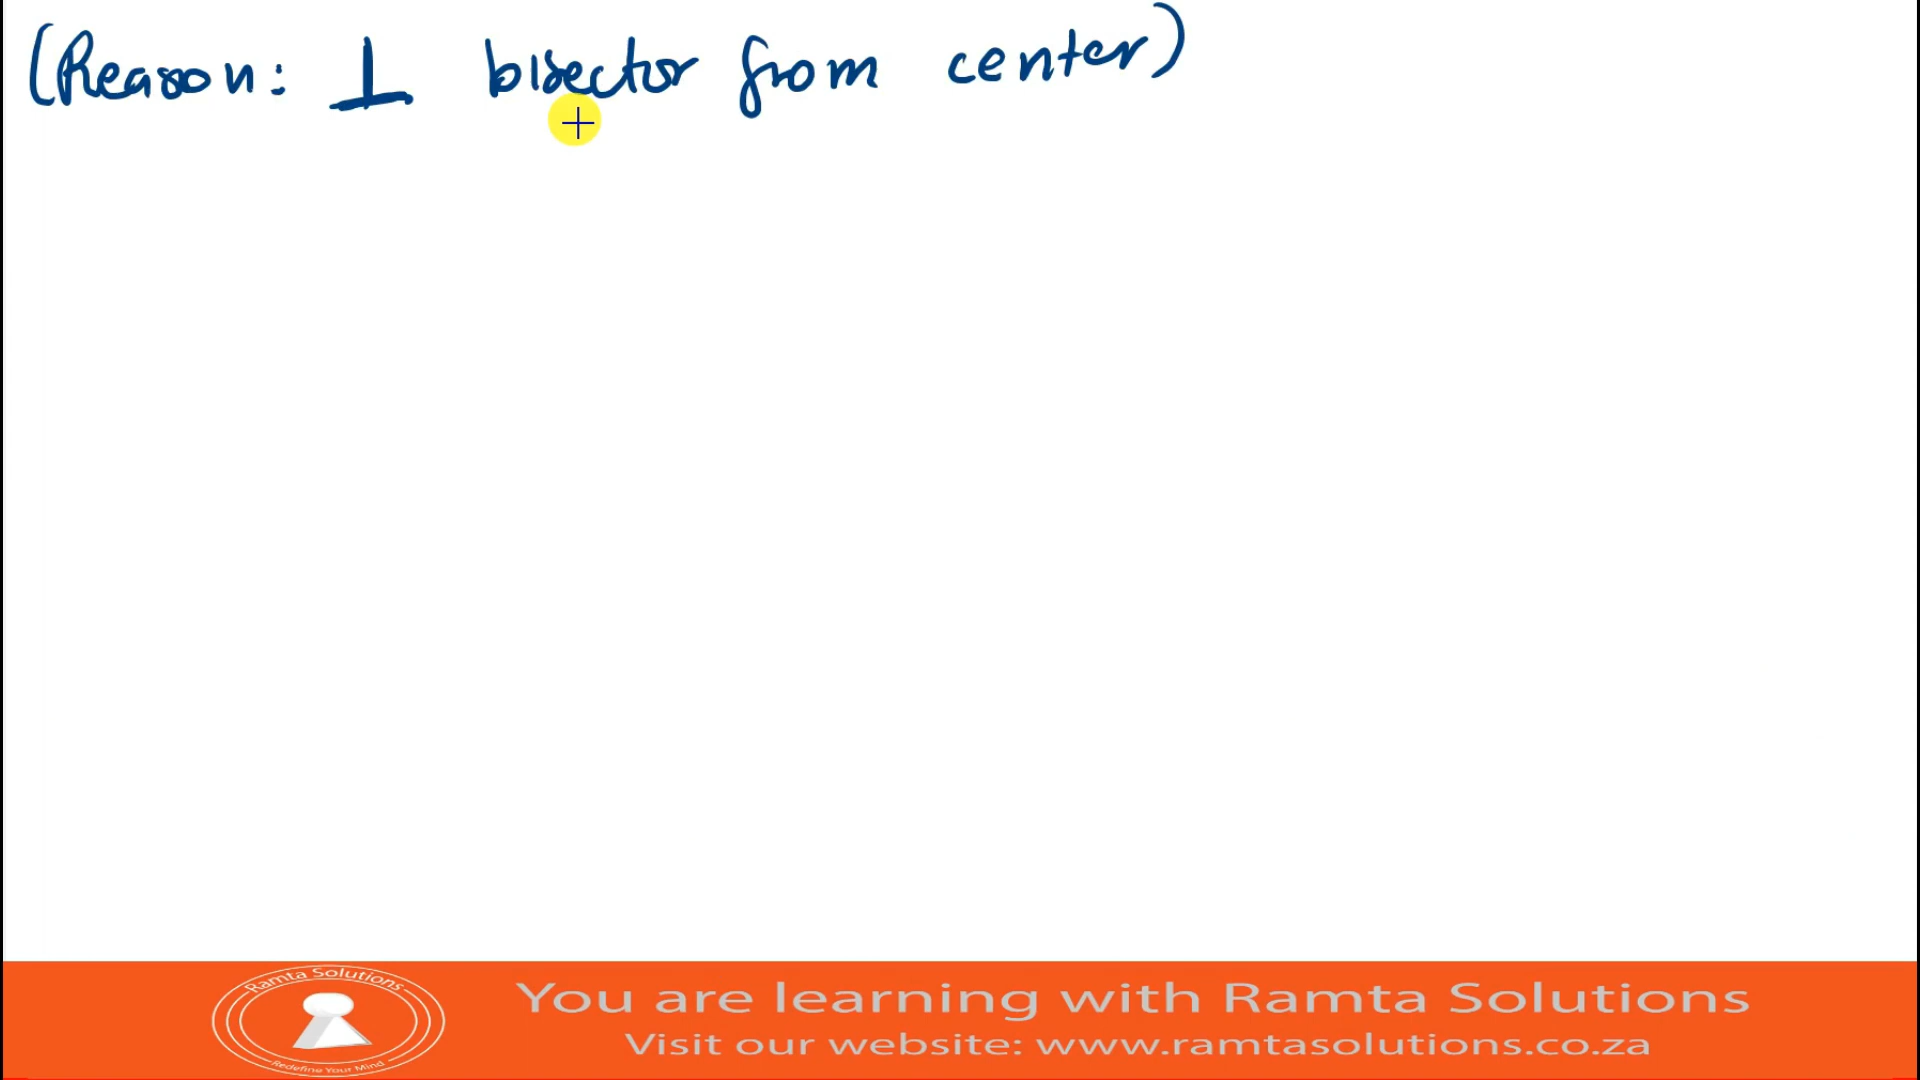 (Reason: ⊥ bisector from center)
Ramta Solutions
Redefine Your Mind
You are learning with Ramta Solutions
Visit our website: www.ramtasolutions.co.za